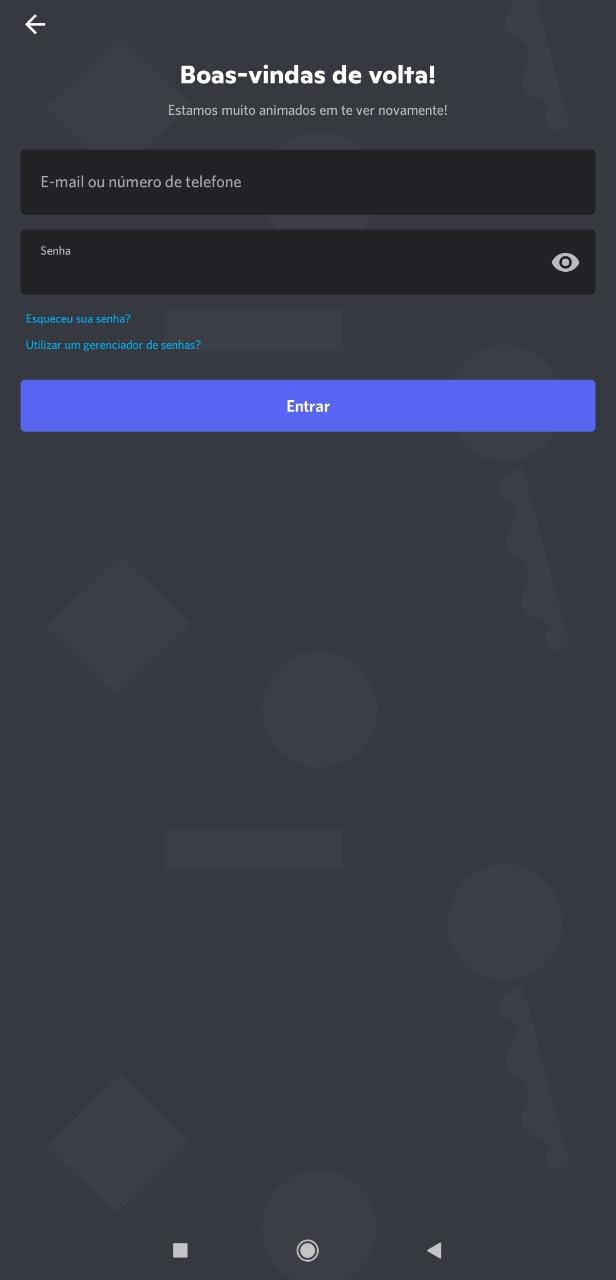 Boas-vindas de volta!
Estamos muito animados em te ver novamente!
E-mail ou número de telefone
Senha
Esqueceu sua senha?
Utilizar um gerenciador de senhas?
Entrar